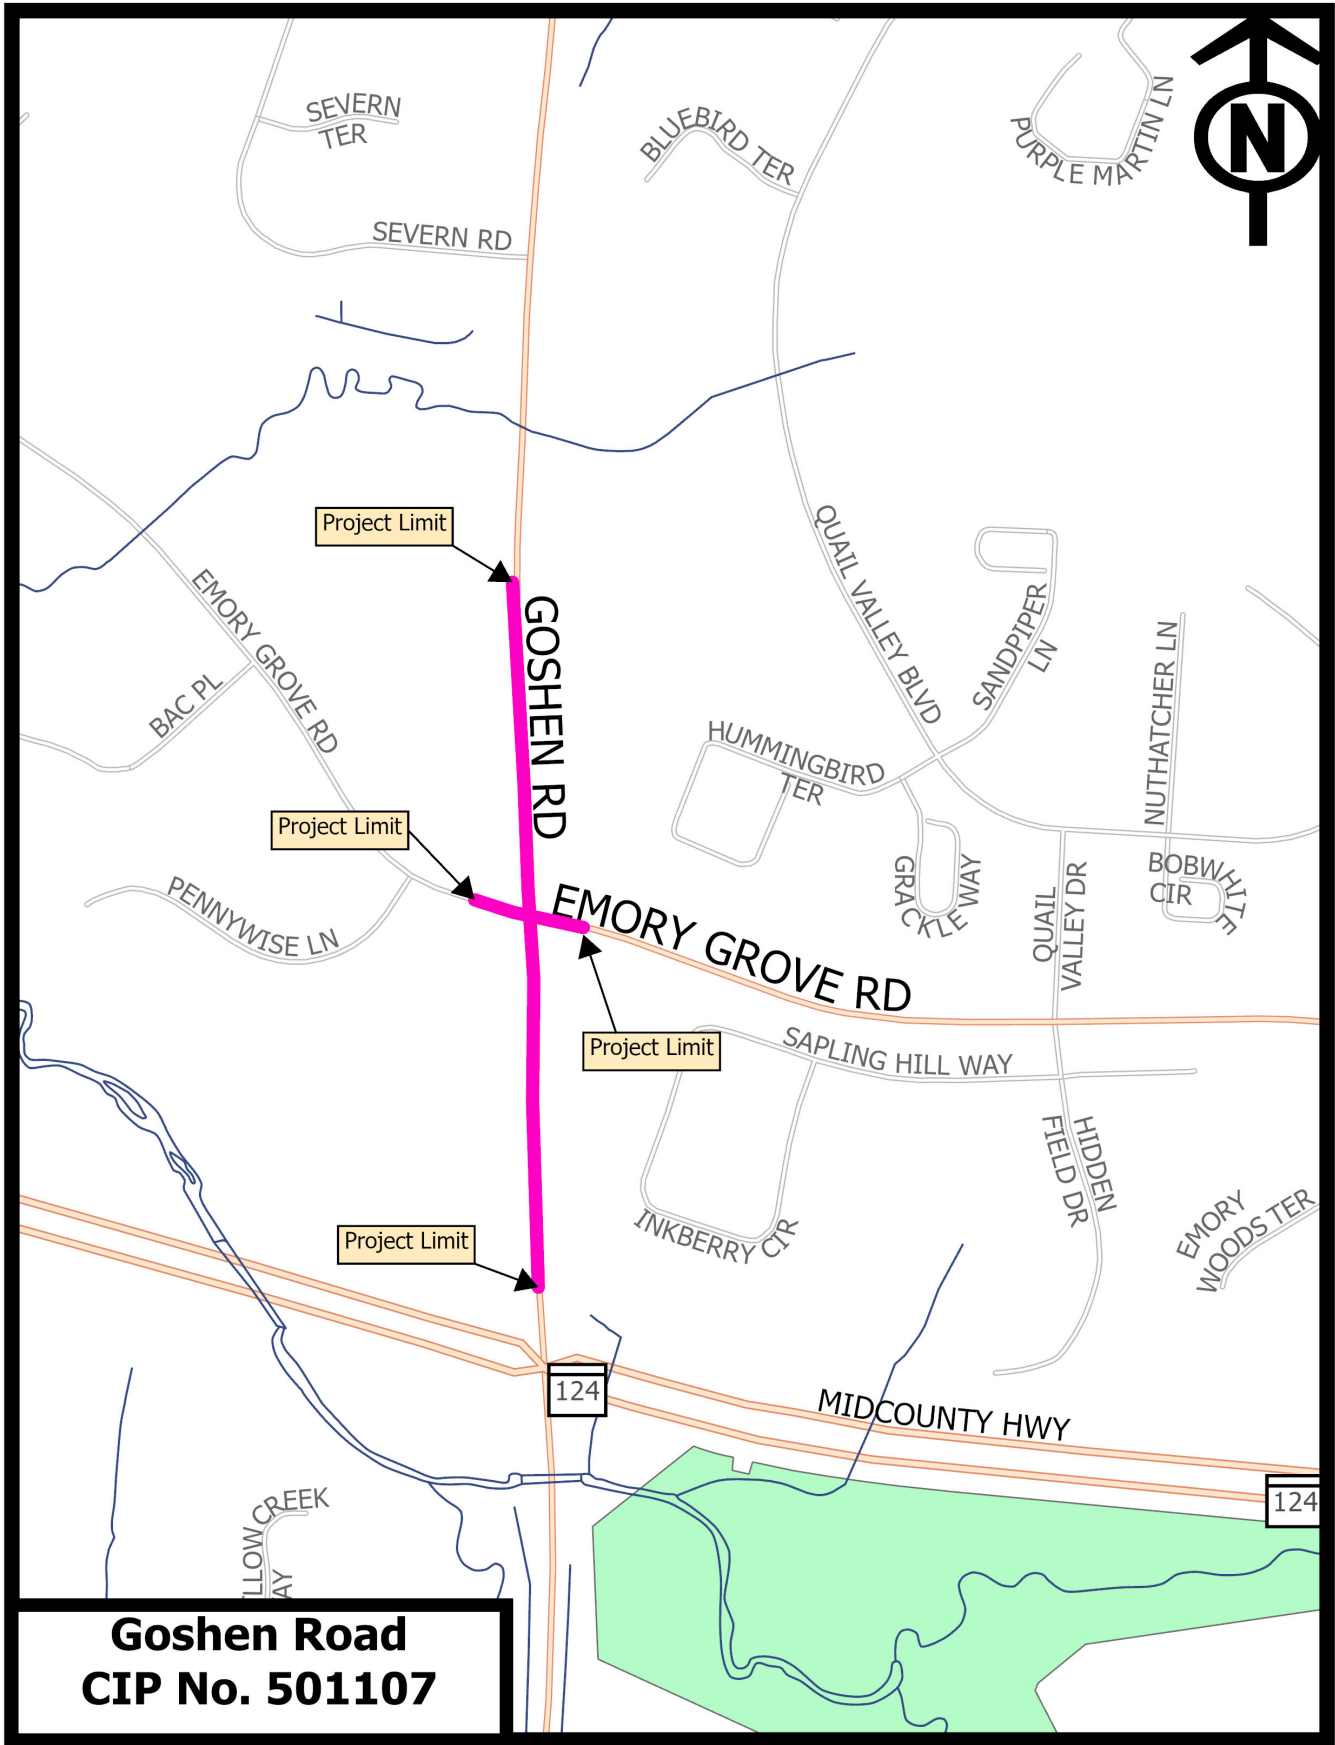 SEVERN
TER
BLUEBIRD TER
PURPLE MARTIN LN
N
SEVERN RD
Project Limit
GOSHEN RD
QUAIL VALLEY BLVD
SANDPIPER
LN
EMORY GROVE RD
BAC PL
NUTHATCHER LN
HUMMINGBIRD
TER
Project Limit
PENNYWISE LN
EMORY GROVE RD
GRACKLE WAY
QUAIL
VALLEY DR
BOBWHITE
CIR
Project Limit
SAPLING HILL WAY
HIDDEN
FIELD DR
INKBERRY CIR
EMORY
WOODS TER
Project Limit
124
MIDCOUNTY HWY
124
CREEK
Goshen Road
CIP No. 501107